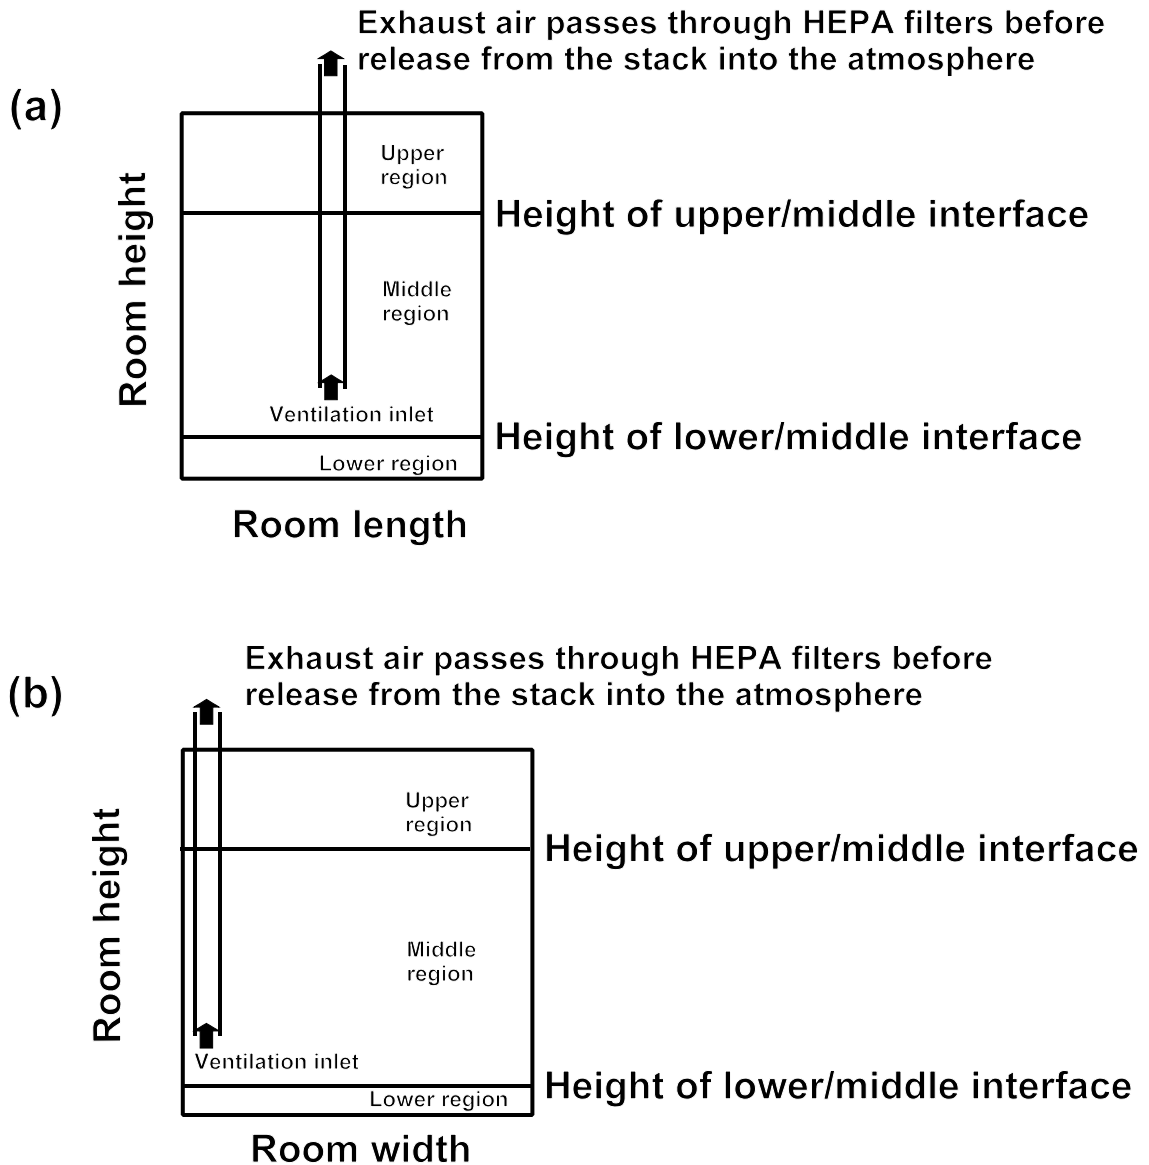 Exhaust air passes through HEPA filters before
release from the stack into the atmosphere
(a)
Upper
region
Room height
Height of upper/middle interface
Middle
region
Ventilation inlet
Height of lower/middle interface
Lower region
Room length
Exhaust air passes through HEPA filters before
release from the stack into the atmosphere
(b)
Upper
region
Room height
Height of upper/middle interface
Middle
region
Ventilation inlet
Height of lower/middle interface
Lower region
Room width